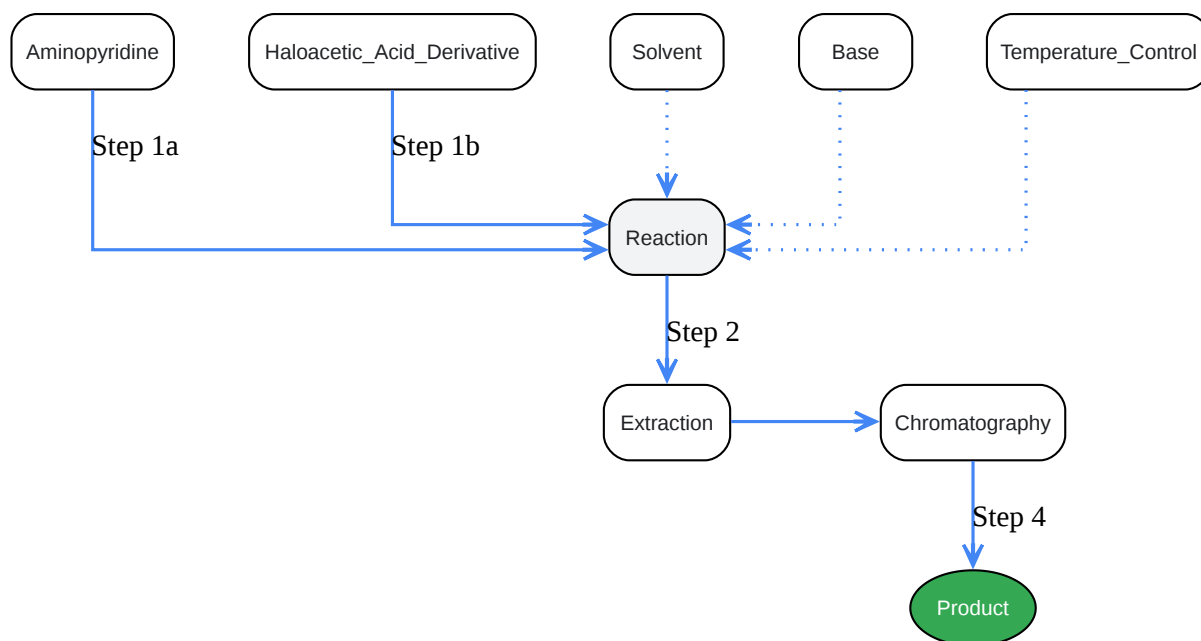 Aminopyridine
Haloacetic_Acid_Derivative
Solvent
Base
Temperature_Control
Step 1a
Step 1b
Reaction
Step 2
Extraction
Chromatography
Step 4
Product